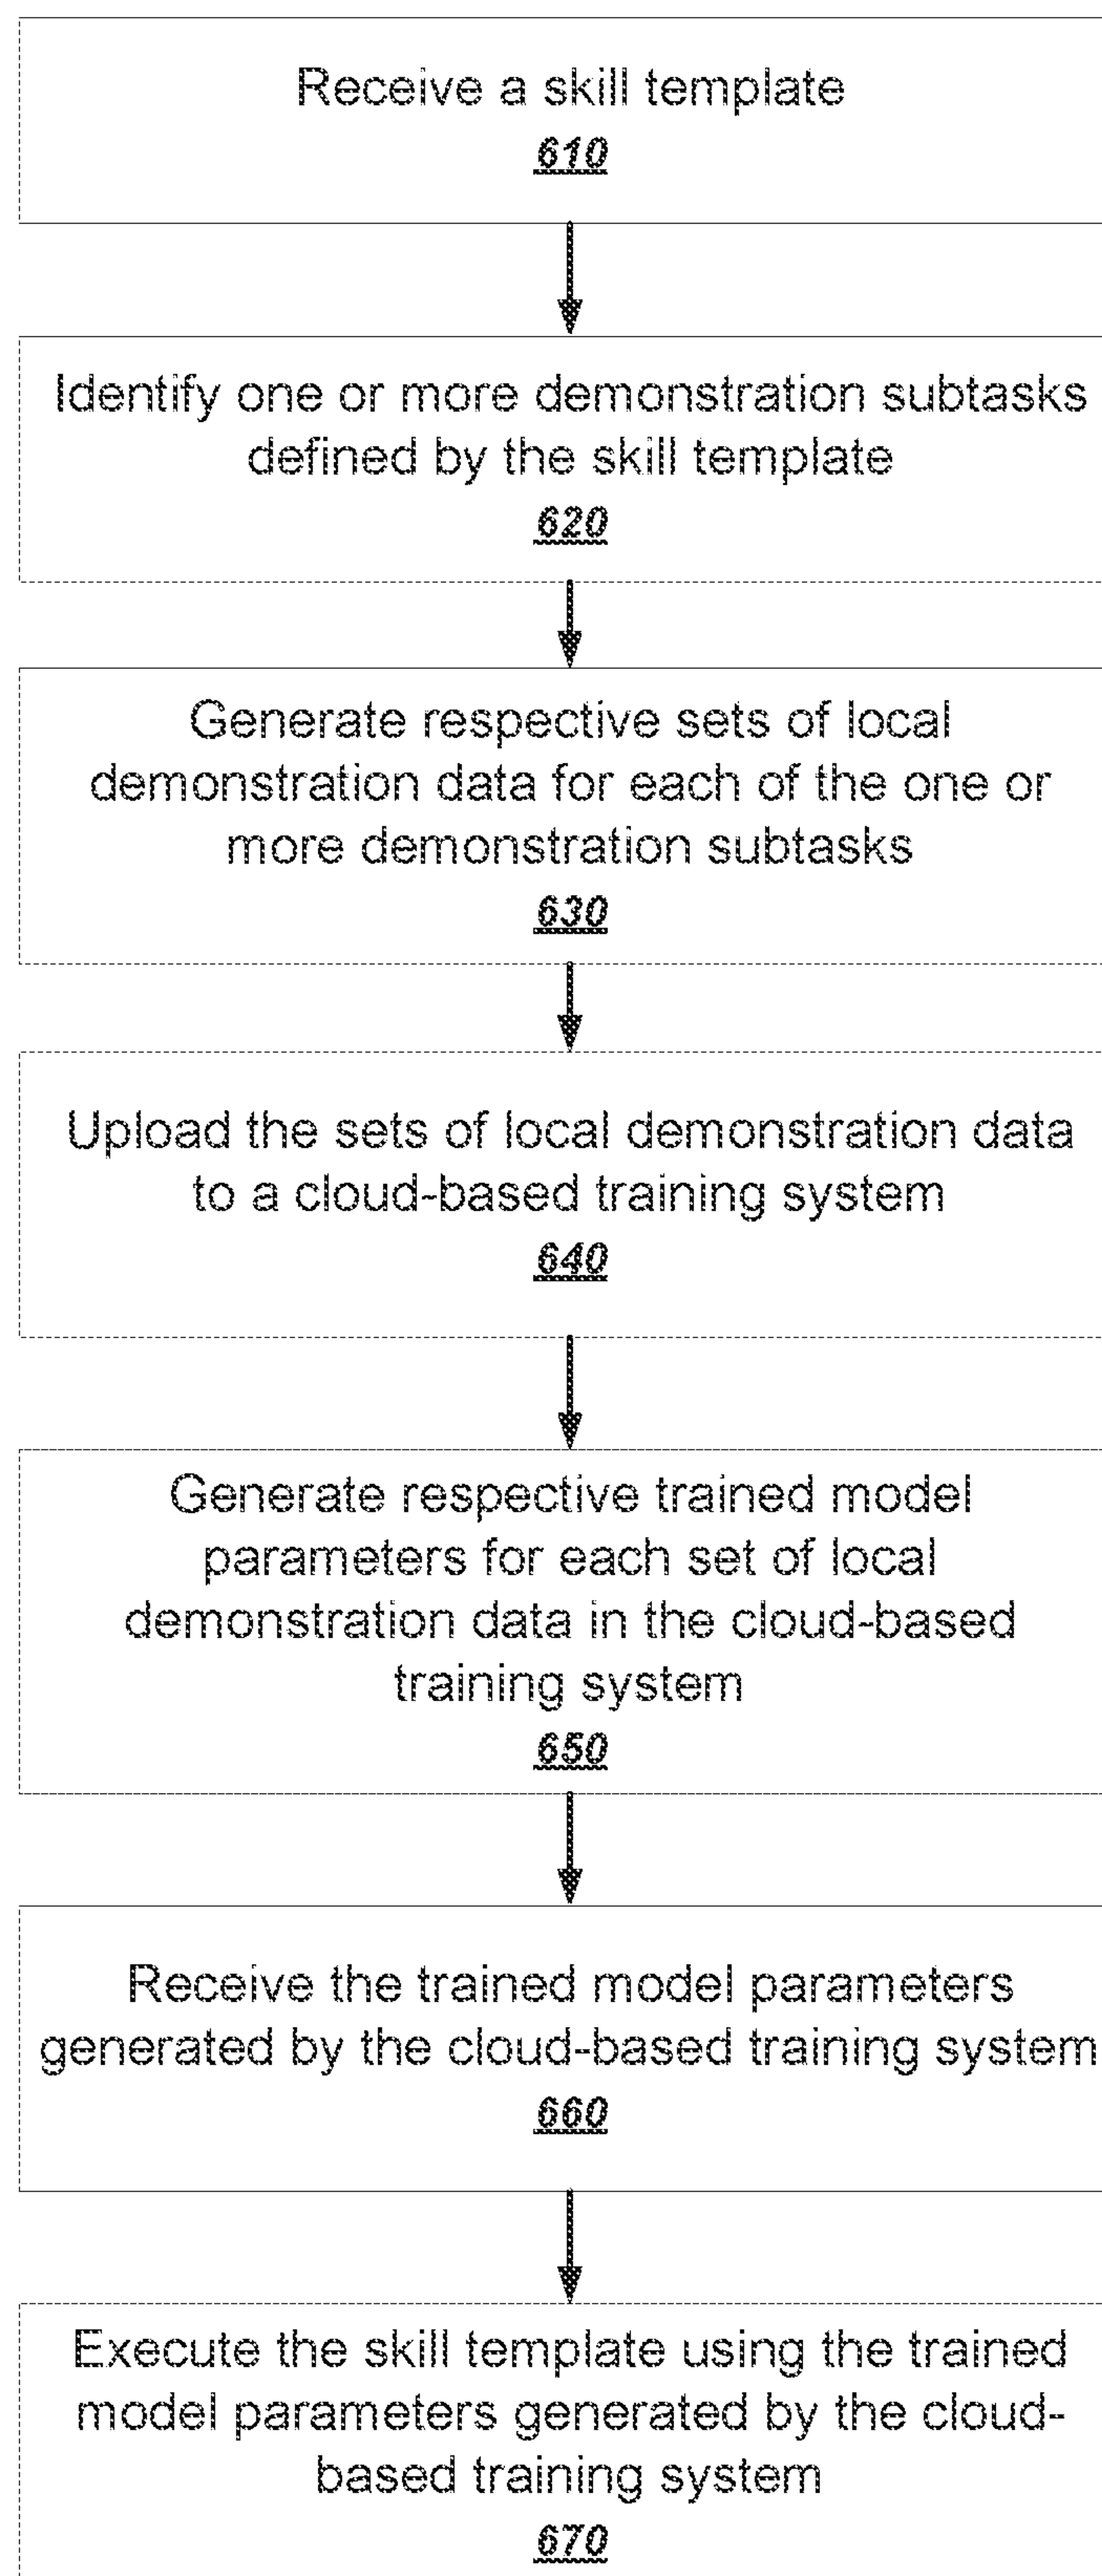 Receive a skill template
610
Identify one or more demonstration subtasks
defined by the skill template
620
Generate respective sets of local
demonstration data for each of the one or
more demonstration subtasks
630
Upload the sets of local demonstration data
to a cloud-based training system
640
Generate respective trained model
parameters for each set of local
demonstration data in the cloud-based
training system
650
Receive the trained model parameters
generated by the cloud-based training system
660
Execute the skill template using the trained
model parameters generated by the cloud-
based training system
670